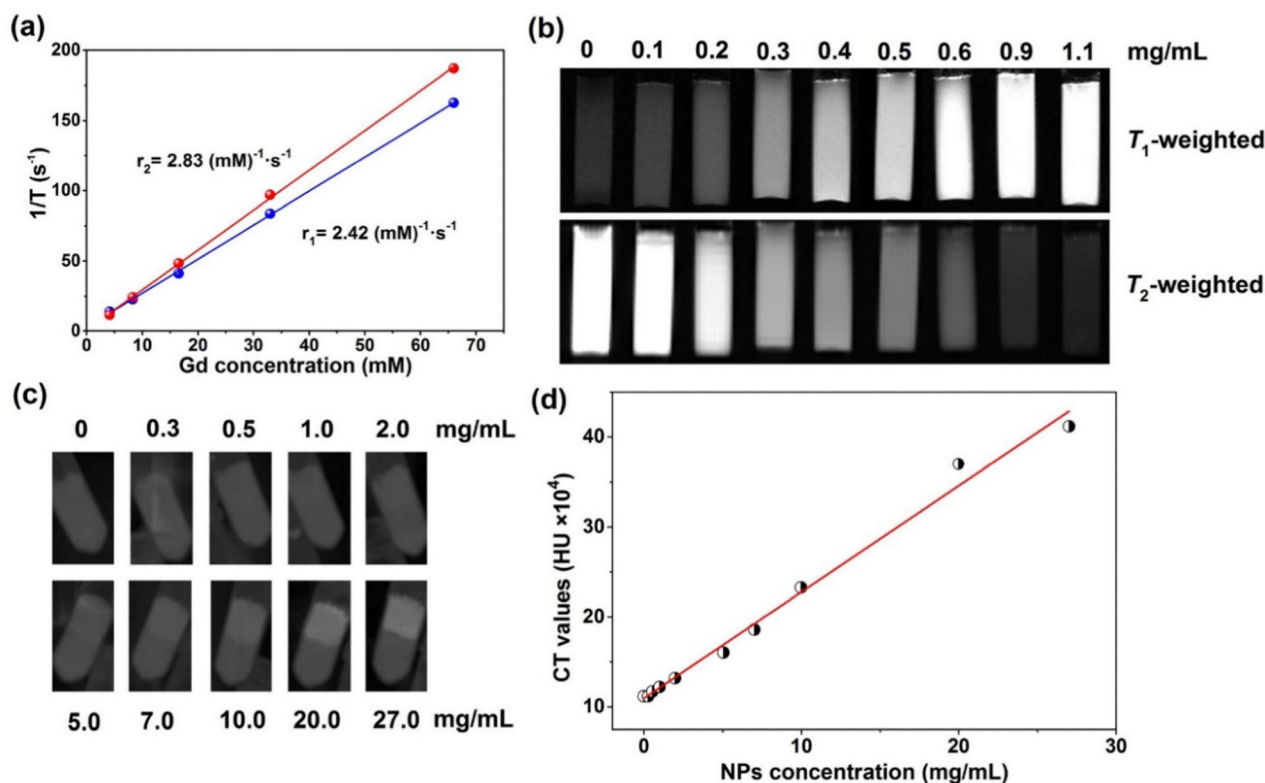 (a)
200
150
100
50
0
1/T (s⁻¹)
r₂= 2.83 (mM)⁻¹·s⁻¹
r₁= 2.42 (mM)⁻¹·s⁻¹
0 10 20 30 40 50 60 70
Gd concentration (mM)
(b)
0 0.1 0.2 0.3 0.4 0.5 0.6 0.9 1.1 mg/mL
T₁-weighted
T₂-weighted
(c)
0 0.3 0.5 1.0 2.0 mg/mL
5.0 7.0 10.0 20.0 27.0 mg/mL
(d)
40
30
20
10
CT values (HU ×10⁴)
0 10 20 30
NPs concentration (mg/mL)